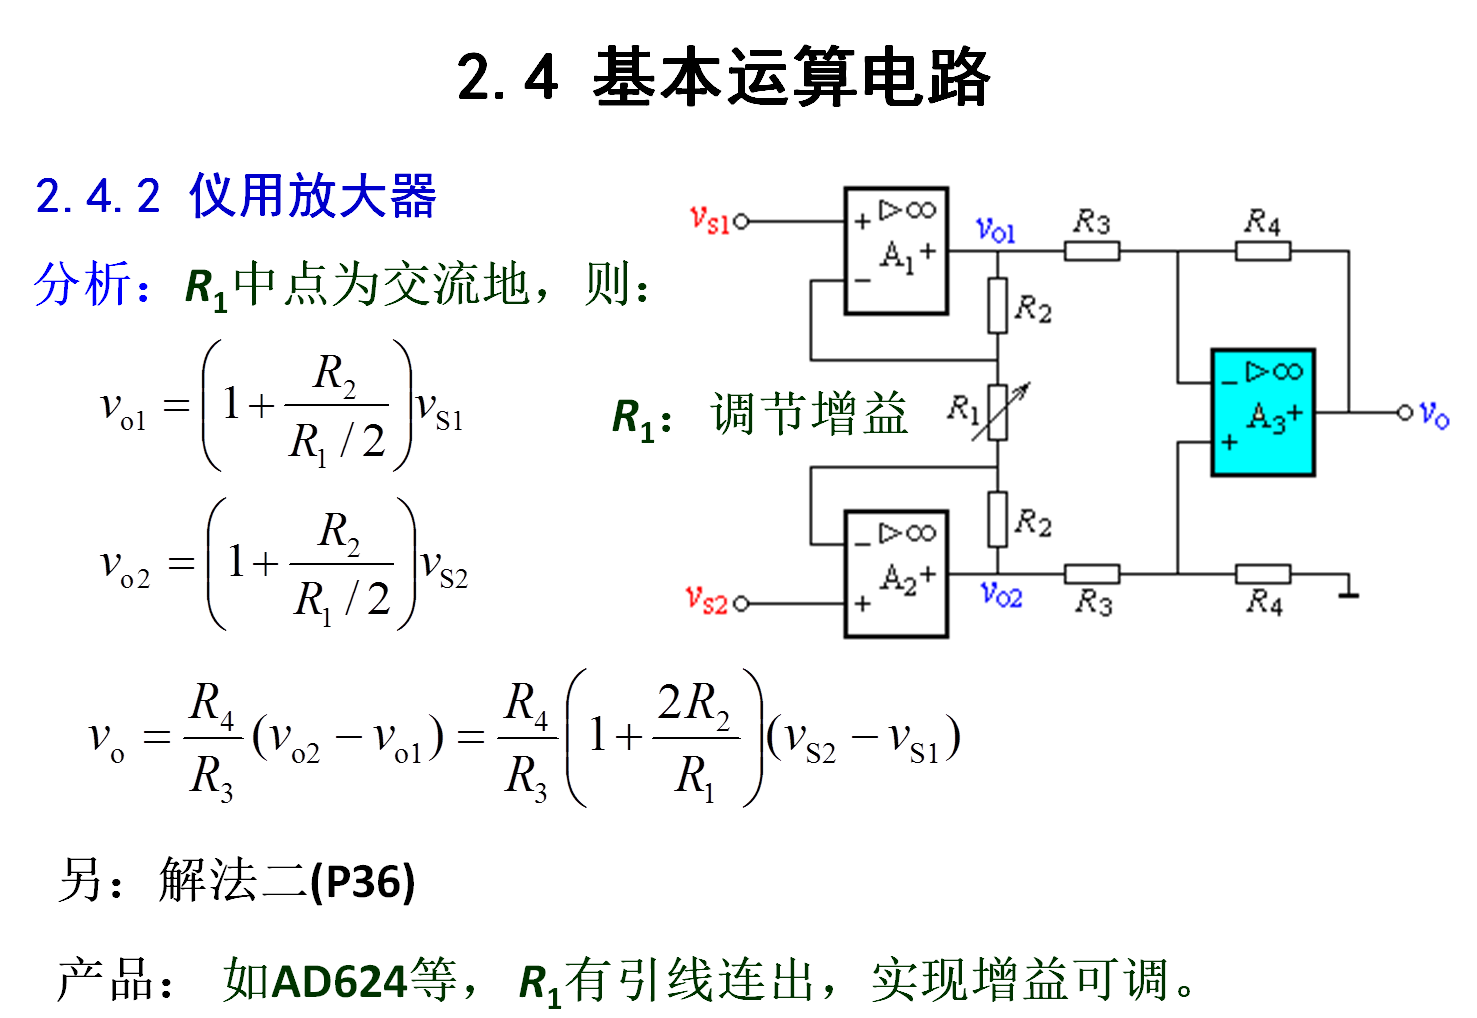 2.4 基本运算电路
2.4.2 仪用放大器
分析：R1中点为交流地，则：
vo1 = (1 + R2 / (R1 / 2)) vS1
R1：调节增益
vo2 = (1 + R2 / (R1 / 2)) vS2
vo = R4 / R3 (vo2 − vo1) = R4 / R3 (1 + 2R2 / R1) (vS2 − vS1)
另：解法二(P36)
产品： 如AD624等，R1有引线连出，实现增益可调。
vS1
+ ▷∞
A1 +
−
vO1
R3
R4
R2
R1
− ▷∞
A3 +
+
vO
R2
− ▷∞
A2 +
+
vS2
vO2
R3
R4